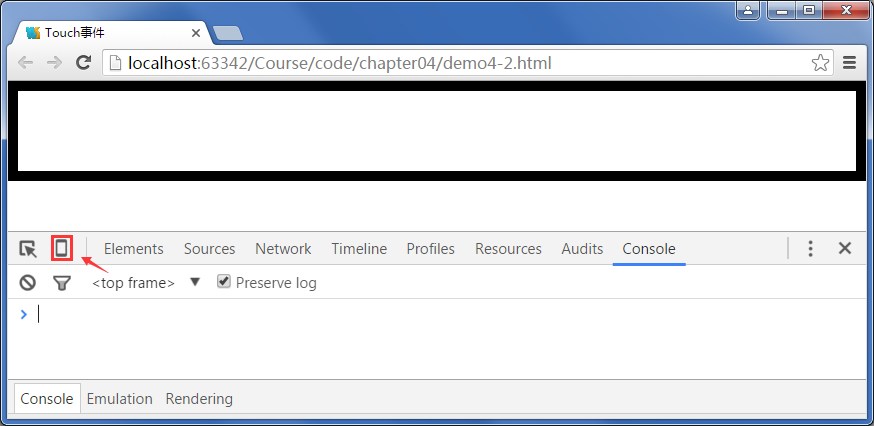 Touch事件
localhost:63342/Course/code/chapter04/demo4-2.html
Elements Sources Network Timeline Profiles Resources Audits Console
<top frame> ▼ Preserve log
Console Emulation Rendering